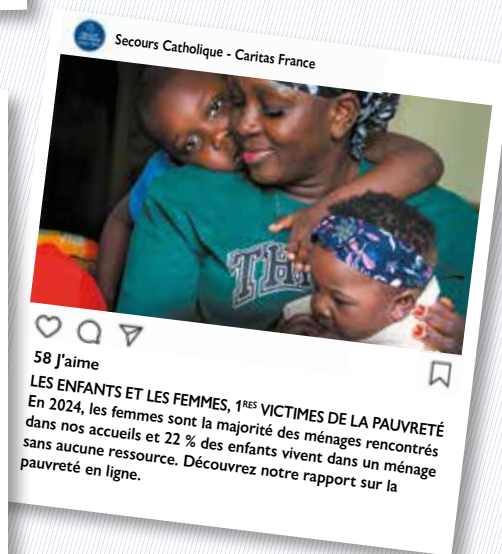 Secours Catholique - Caritas France
TH
58 J'aime
LES ENFANTS ET LES FEMMES, 1RES VICTIMES DE LA PAUVRETÉ
En 2024, les femmes sont la majorité des ménages rencontrés
dans nos accueils et 22 % des enfants vivent dans un ménage
sans aucune ressource. Découvrez notre rapport sur la
pauvreté en ligne.